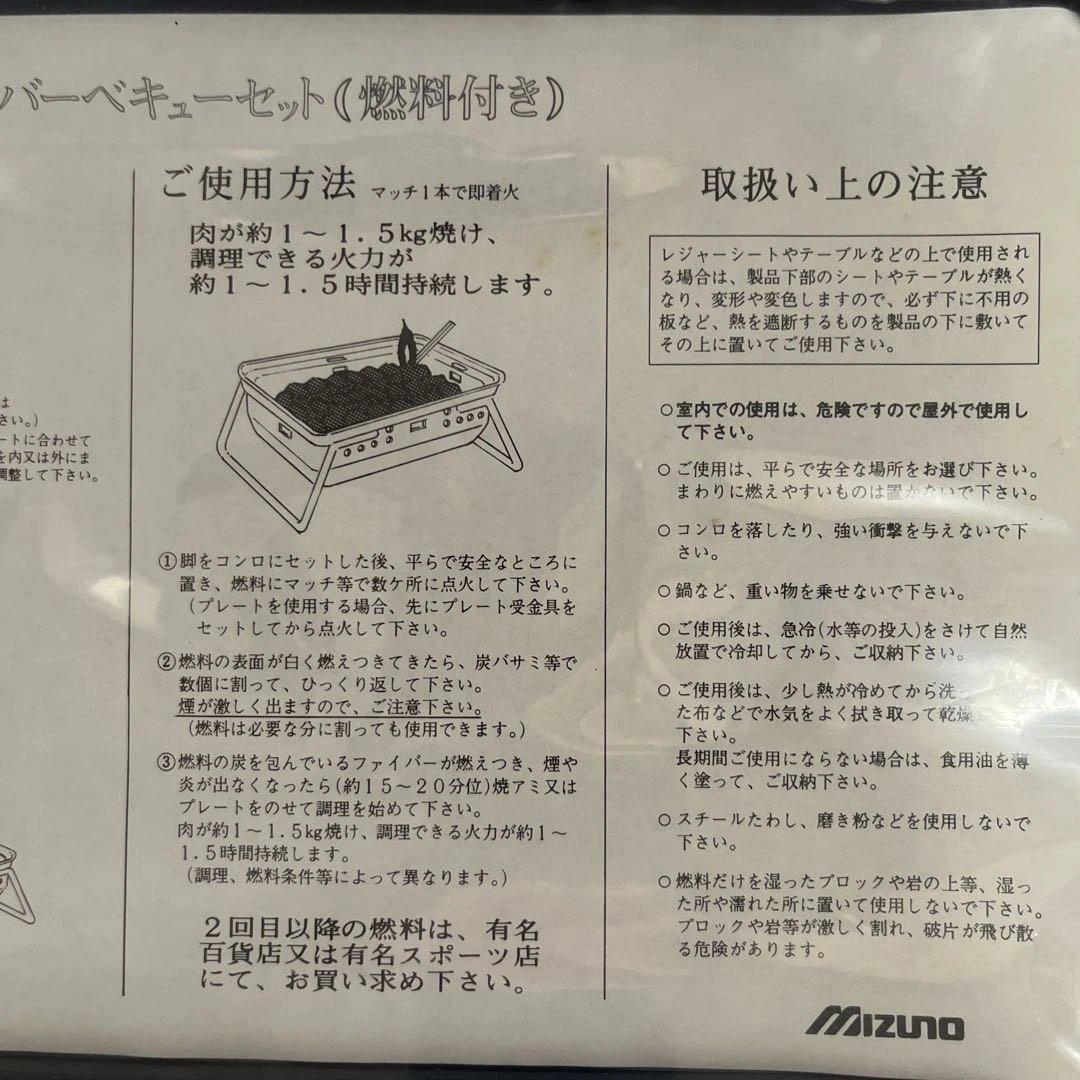 バーベキューセット(燃料付き)
は
さい。)
ートに合わせて
を内又は外にま
調整して下さい。
ご使用方法 マッチ1本で即着火
肉が約1～1.5kg焼け、
調理できる火力が
約1～1.5時間持続します。
①脚をコンロにセットした後、平らで安全なところに
置き、燃料にマッチ等で数ケ所に点火して下さい。
(プレートを使用する場合、先にプレート受金具を
セットしてから点火して下さい。
②燃料の表面が白く燃えつきてきたら、炭バサミ等で
数個に割って、ひっくり返して下さい。
煙が激しく出ますので、ご注意下さい。
(燃料は必要な分に割っても使用できます。)
③燃料の炭を包んでいるファイバーが燃えつき、煙や
炎が出なくなったら(約15～20分位)焼アミ又は
プレートをのせて調理を始めて下さい。
肉が約1～1.5kg焼け、調理できる火力が約1～
1.5時間持続します。
(調理、燃料条件等によって異なります。)
2回目以降の燃料は、有名
百貨店又は有名スポーツ店
にて、お買い求め下さい。
取扱い上の注意
レジャーシートやテーブルなどの上で使用され
る場合は、製品下部のシートやテーブルが熱く
なり、変形や変色しますので、必ず下に不用の
板など、熱を遮断するものを製品の下に敷いて
その上に置いてご使用下さい。
○室内での使用は、危険ですので屋外で使用し
て下さい。
○ご使用は、平らで安全な場所をお選び下さい。
まわりに燃えやすいものは置かないで下さい。
○コンロを落したり、強い衝撃を与えないで下
さい。
○鍋など、重い物を乗せないで下さい。
○ご使用後は、急冷(水等の投入)をさけて自然
放置で冷却してから、ご収納下さい。
○ご使用後は、少し熱が冷めてから洗っ
た布などで水気をよく拭き取って乾燥
下さい。
長期間ご使用にならない場合は、食用油を薄
く塗って、ご収納下さい。
○スチールたわし、磨き粉などを使用しないで
下さい。
○燃料だけを湿ったブロックや岩の上等、湿っ
た所や濡れた所に置いて使用しないで下さい。
ブロックや岩等が激しく割れ、破片が飛び散
る危険があります。
MIZUNO